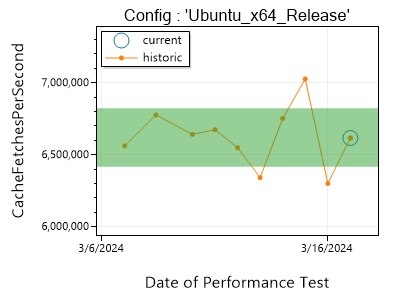 Config : 'Ubuntu_x64_Release'
current
historic
CacheFetchesPerSecond
7,000,000
6,500,000
6,000,000
3/6/2024
3/16/2024
Date of Performance Test